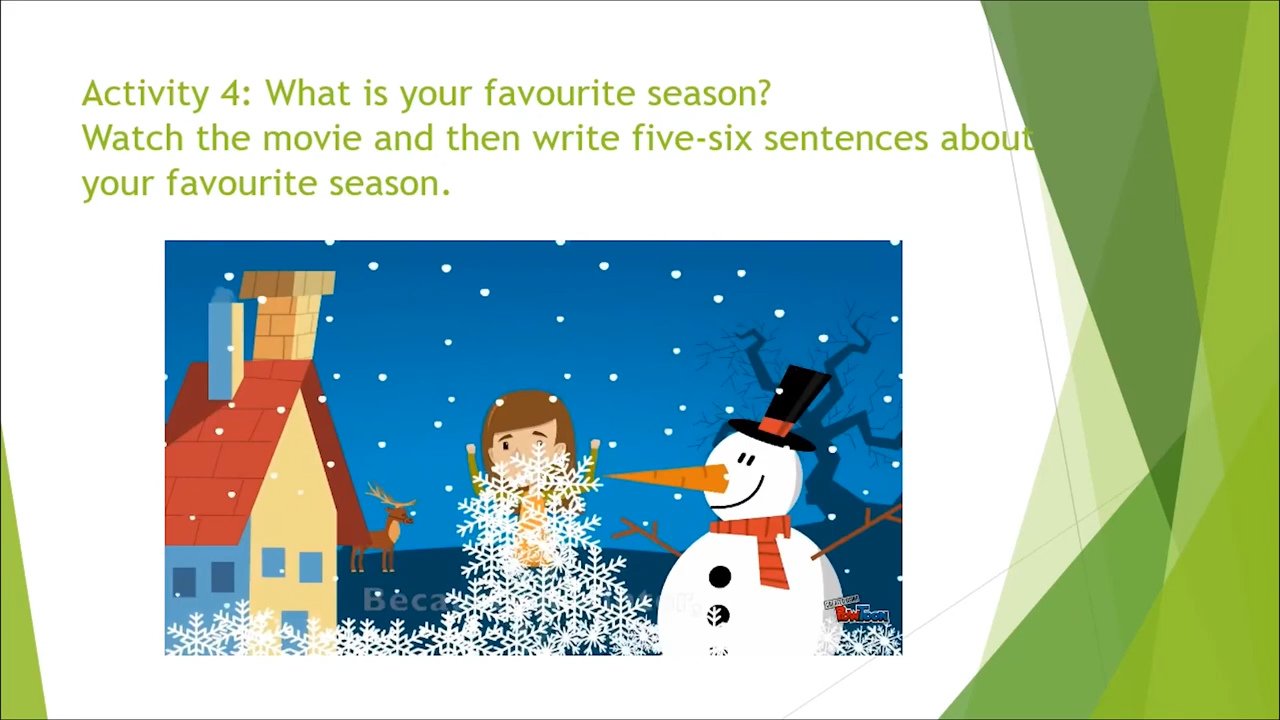 Activity 4: What is your favourite season?
Watch the movie and then write five-six sentences about
your favourite season.
POWTOON